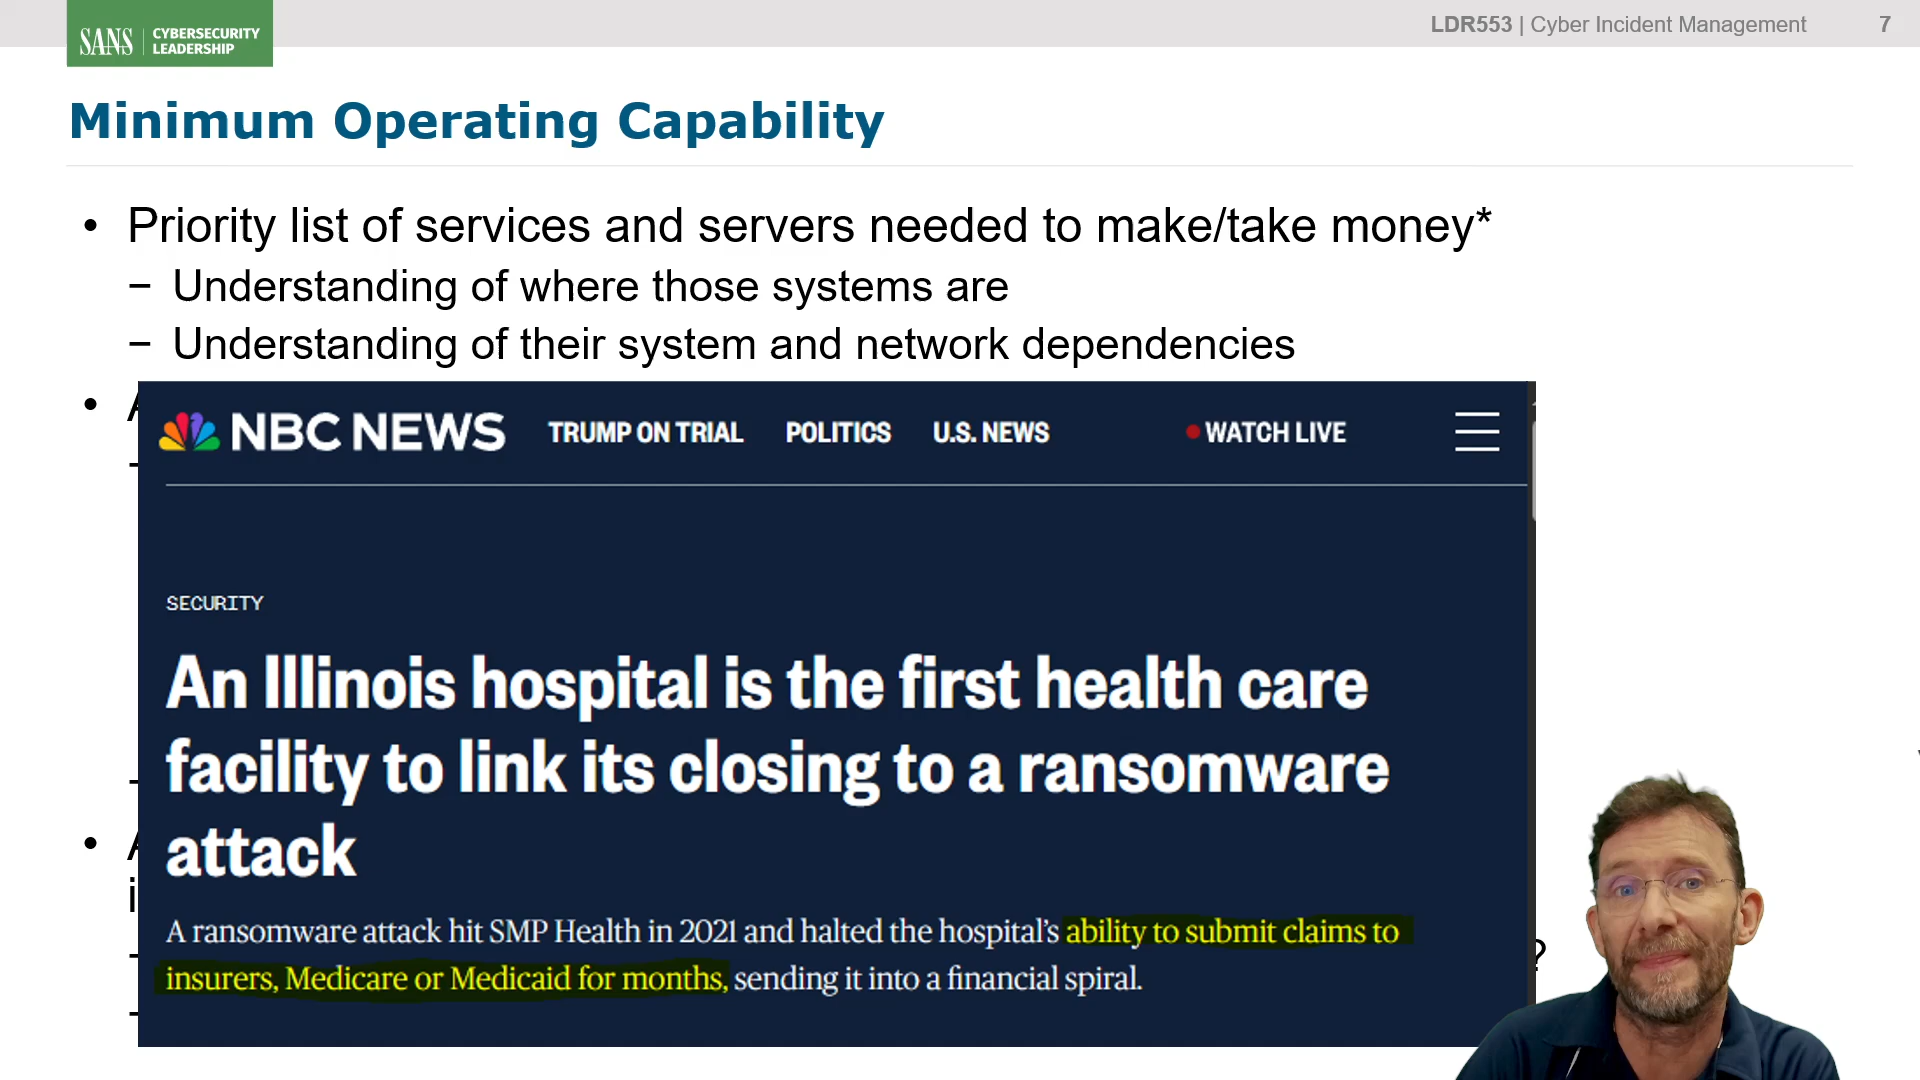 SANS
CYBERSECURITY
LEADERSHIP
LDR553 | Cyber Incident Management
7
Minimum Operating Capability
• Priority list of services and servers needed to make/take money*
– Understanding of where those systems are
– Understanding of their system and network dependencies
NBC NEWS TRUMP ON TRIAL POLITICS U.S. NEWS WATCH LIVE
SECURITY
An Illinois hospital is the first health care
facility to link its closing to a ransomware
attack
A ransomware attack hit SMP Health in 2021 and halted the hospital's ability to submit claims to
insurers, Medicare or Medicaid for months, sending it into a financial spiral.